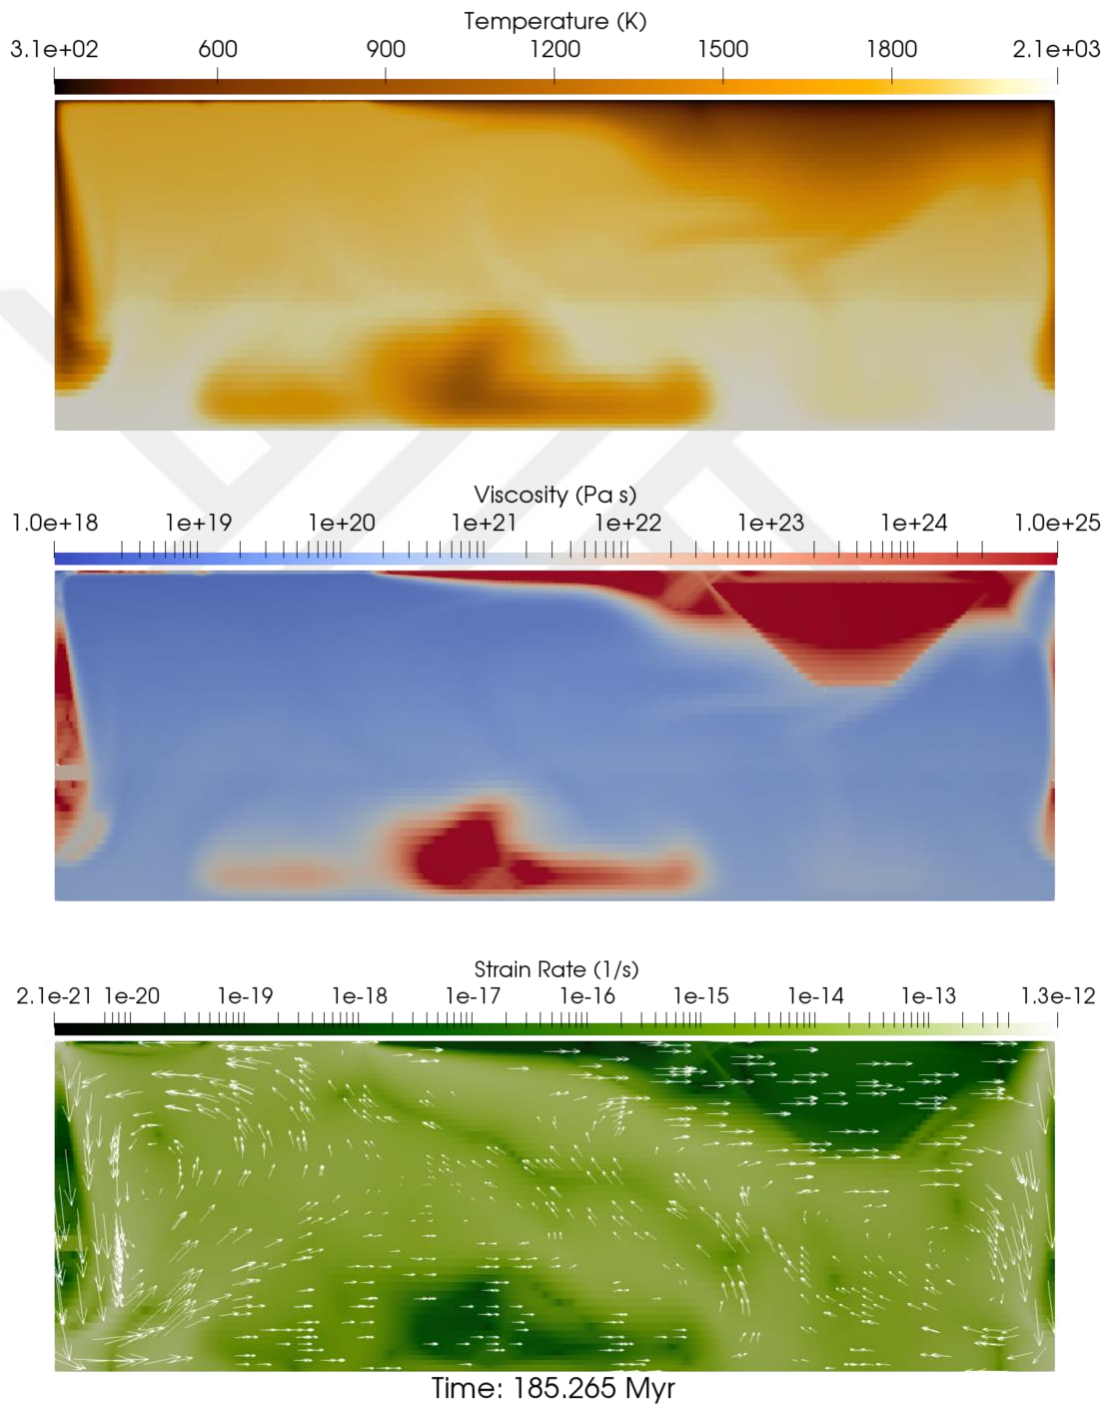 Temperature (K)
3.1e+02 600 900 1200 1500 1800 2.1e+03
Viscosity (Pa s)
1.0e+18 1e+19 1e+20 1e+21 1e+22 1e+23 1e+24 1.0e+25
Strain Rate (1/s)
2.1e-21 1e-20 1e-19 1e-18 1e-17 1e-16 1e-15 1e-14 1e-13 1.3e-12
Time: 185.265 Myr